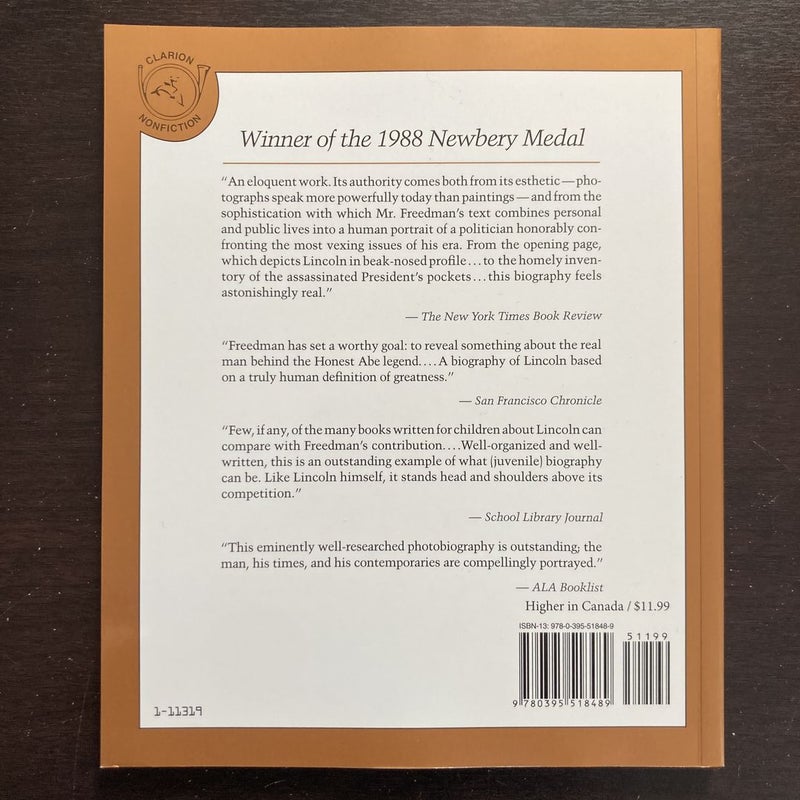 CLARION
NONFICTION
Winner of the 1988 Newbery Medal
“An eloquent work. Its authority comes both from its esthetic — pho-
tographs speak more powerfully today than paintings — and from the
sophistication with which Mr. Freedman’s text combines personal
and public lives into a human portrait of a politician honorably con-
fronting the most vexing issues of his era. From the opening page,
which depicts Lincoln in beak-nosed profile . . . to the homely inven-
tory of the assassinated President’s pockets . . . this biography feels
astonishingly real.”
— The New York Times Book Review
“Freedman has set a worthy goal: to reveal something about the real
man behind the Honest Abe legend. . . . A biography of Lincoln based
on a truly human definition of greatness.”
— San Francisco Chronicle
“Few, if any, of the many books written for children about Lincoln can
compare with Freedman’s contribution. . . . Well-organized and well-
written, this is an outstanding example of what (juvenile) biography
can be. Like Lincoln himself, it stands head and shoulders above its
competition.”
— School Library Journal
“This eminently well-researched photobiography is outstanding; the
man, his times, and his contemporaries are compellingly portrayed.”
— ALA Booklist
Higher in Canada / $11.99
ISBN-13: 978-0-395-51848-9
51199
9 780395 518489
1-11319